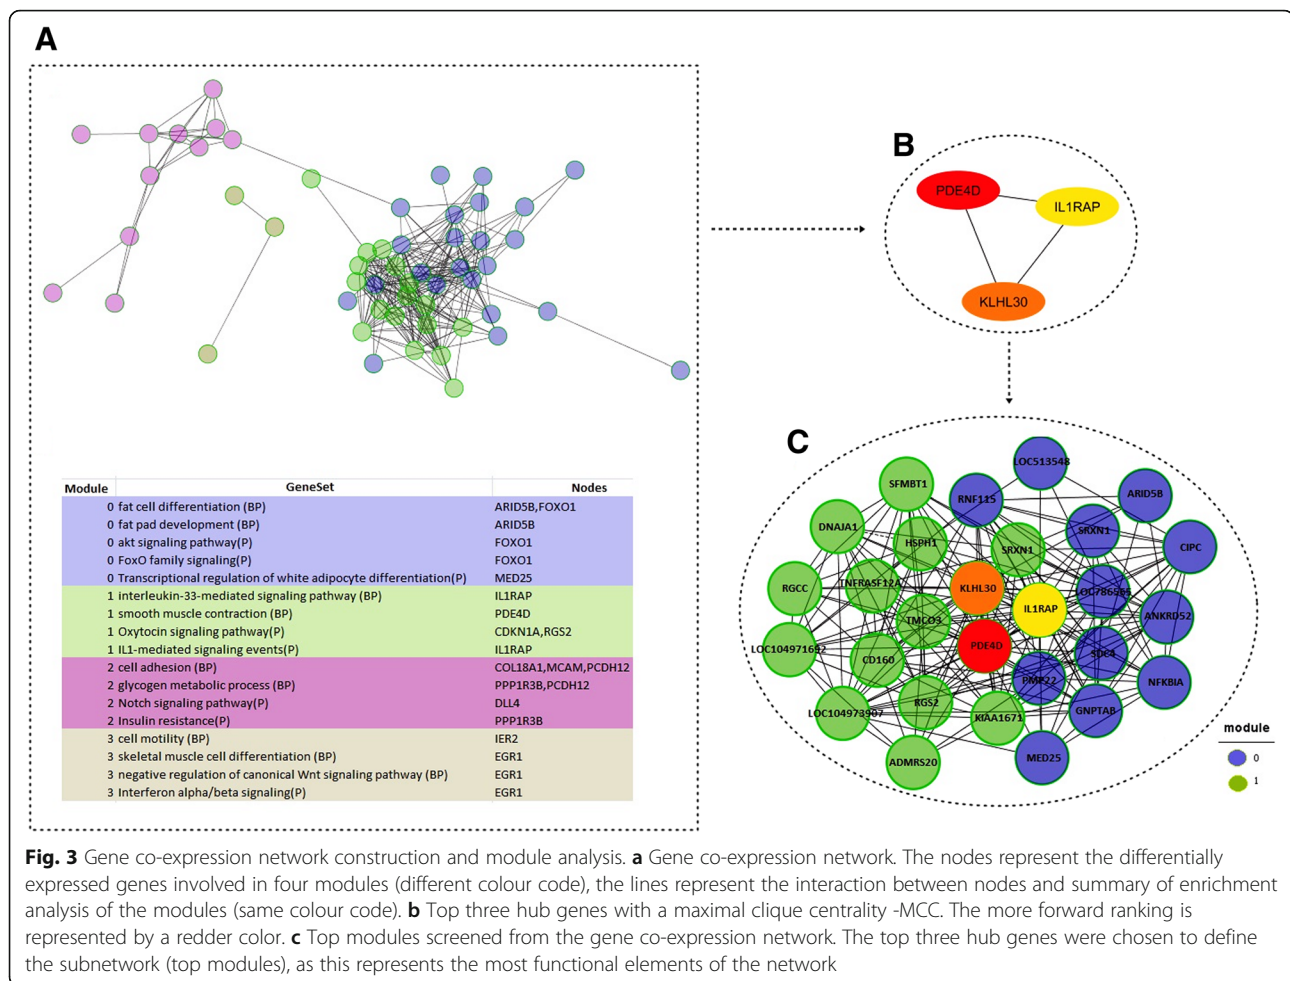 A
B
PDE4D
IL1RAP
KLHL30
Module GeneSet Nodes
0 fat cell differentiation (BP) ARID5B,FOXO1
0 fat pad development (BP) ARID5B
0 akt signaling pathway(P) FOXO1
0 FoxO family signaling(P) FOXO1
0 Transcriptional regulation of white adipocyte differentiation(P) MED25
1 interleukin-33-mediated signaling pathway (BP) IL1RAP
1 smooth muscle contraction (BP) PDE4D
1 Oxytocin signaling pathway(P) CDKN1A,RGS2
1 IL1-mediated signaling events(P) IL1RAP
2 cell adhesion (BP) COL18A1,MCAM,PCDH12
2 glycogen metabolic process (BP) PPP1R3B,PCDH12
2 Notch signaling pathway(P) DLL4
2 Insulin resistance(P) PPP1R3B
3 cell motility (BP) IER2
3 skeletal muscle cell differentiation (BP) EGR1
3 negative regulation of canonical Wnt signaling pathway (BP) EGR1
3 Interferon alpha/beta signaling(P) EGR1
C
LOC513548
SFMBT1
RNF115
ARID5B
DNAJA1
HSPH1
SRXN1
SRXN1
CIPC
RGCC
TNFRASF12A
KLHL30
IL1RAP
LOC786565
ANKRD52
TMCO3
LOC104971692
CD160
PDE4D
SDC4
PMP22
NFKBIA
LOC104973907
RGS2
KIAA1671
GNPTAB
ADMRS20
MED25
module
0
1
Fig. 3 Gene co-expression network construction and module analysis. a Gene co-expression network. The nodes represent the differentially
expressed genes involved in four modules (different colour code), the lines represent the interaction between nodes and summary of enrichment
analysis of the modules (same colour code). b Top three hub genes with a maximal clique centrality -MCC. The more forward ranking is
represented by a redder color. c Top modules screened from the gene co-expression network. The top three hub genes were chosen to define
the subnetwork (top modules), as this represents the most functional elements of the network